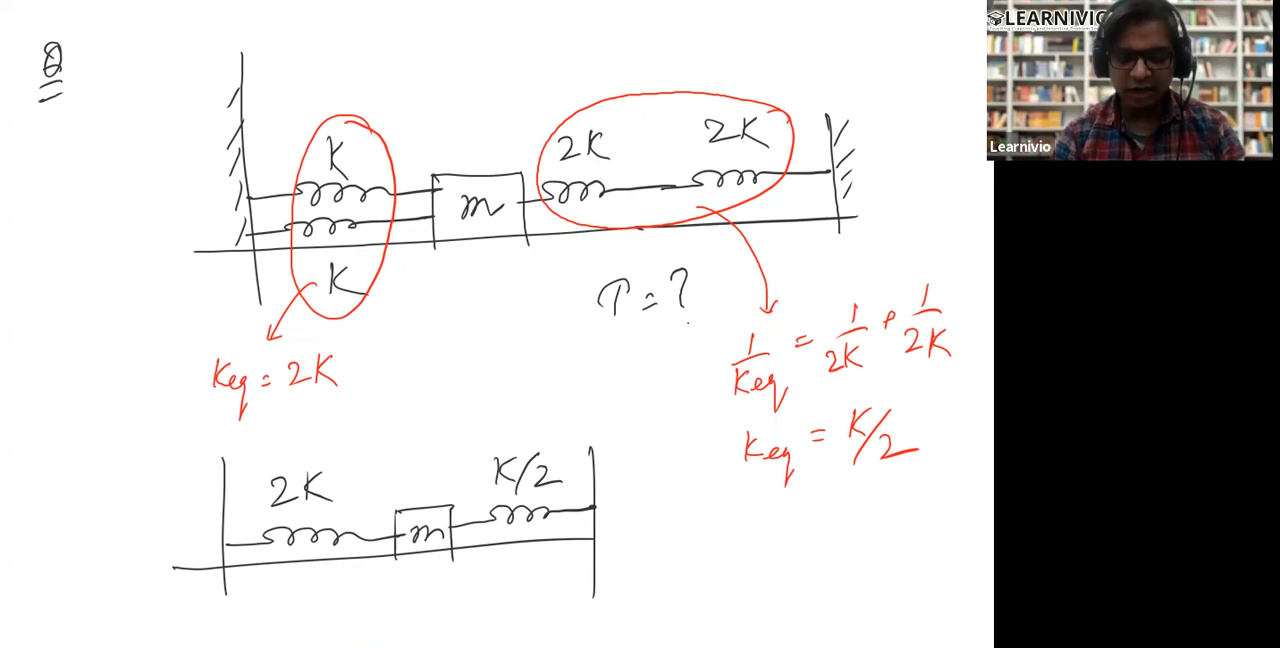 Q
LEARNIVIO
Learnivio
K
2K
2K
m
K
T = ?
Keq = 2K
1/Keq = 1/2K + 1/2K
Keq = K/2
2K
K/2
m